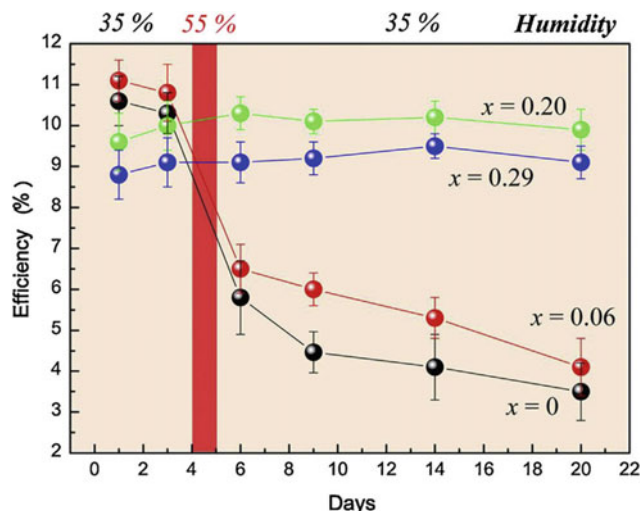 35 % 55 % 35 % Humidity
12
11
10
9
8
7
6
5
4
3
2
Efficiency (%)
x = 0.20
x = 0.29
x = 0.06
x = 0
0 2 4 6 8 10 12 14 16 18 20 22
Days